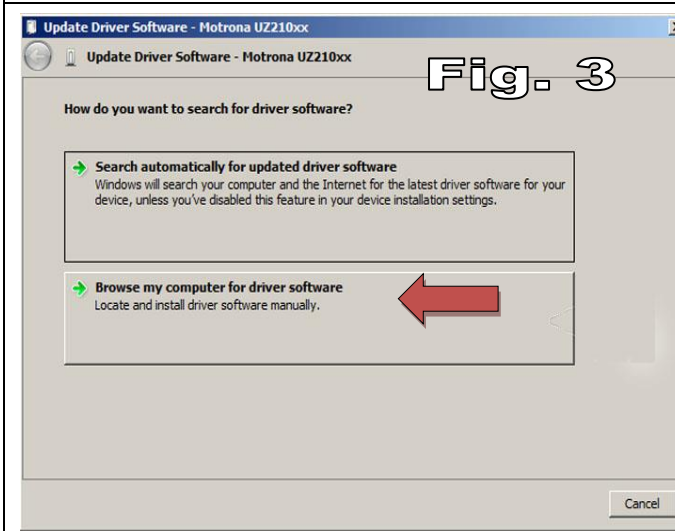 Update Driver Software - Motrona UZ210xx
Update Driver Software - Motrona UZ210xx
Fig. 3
How do you want to search for driver software?
Search automatically for updated driver software
Windows will search your computer and the Internet for the latest driver software for your
device, unless you've disabled this feature in your device installation settings.
Browse my computer for driver software
Locate and install driver software manually.
Cancel